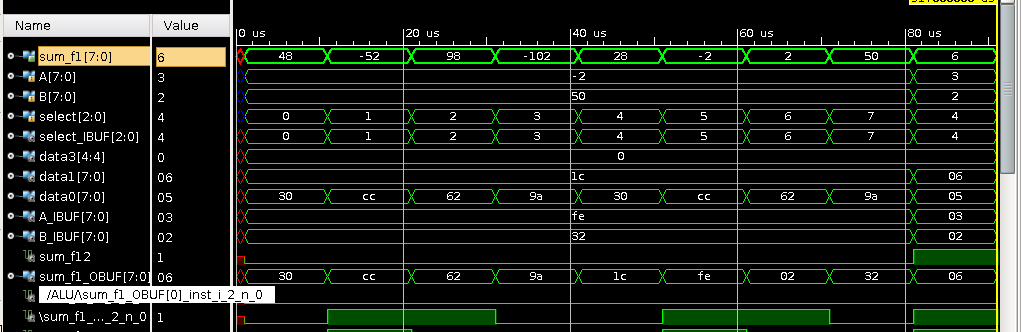 Name Value
0 us 20 us 40 us 60 us 80 us
sum_f1[7:0] 6 48 -52 98 -102 28 -2 2 50 6
A[7:0] 3 -2 3
B[7:0] 2 50 2
select[2:0] 4 0 1 2 3 4 5 6 7 4
select_IBUF[2:0] 4 0 1 2 3 4 5 6 7 4
data3[4:4] 0 0
data1[7:0] 06 1c 06
data0[7:0] 05 30 cc 62 9a 30 cc 62 9a 05
A_IBUF[7:0] 03 fe 03
B_IBUF[7:0] 02 32 02
sum_f12 1
sum_f1_OBUF[7:0] 06 30 cc 62 9a 1c fe 02 32 06
/ALU/\sum_f1_OBUF[0]_inst_i_2_n_0
\sum_f1_..._2_n_0 1